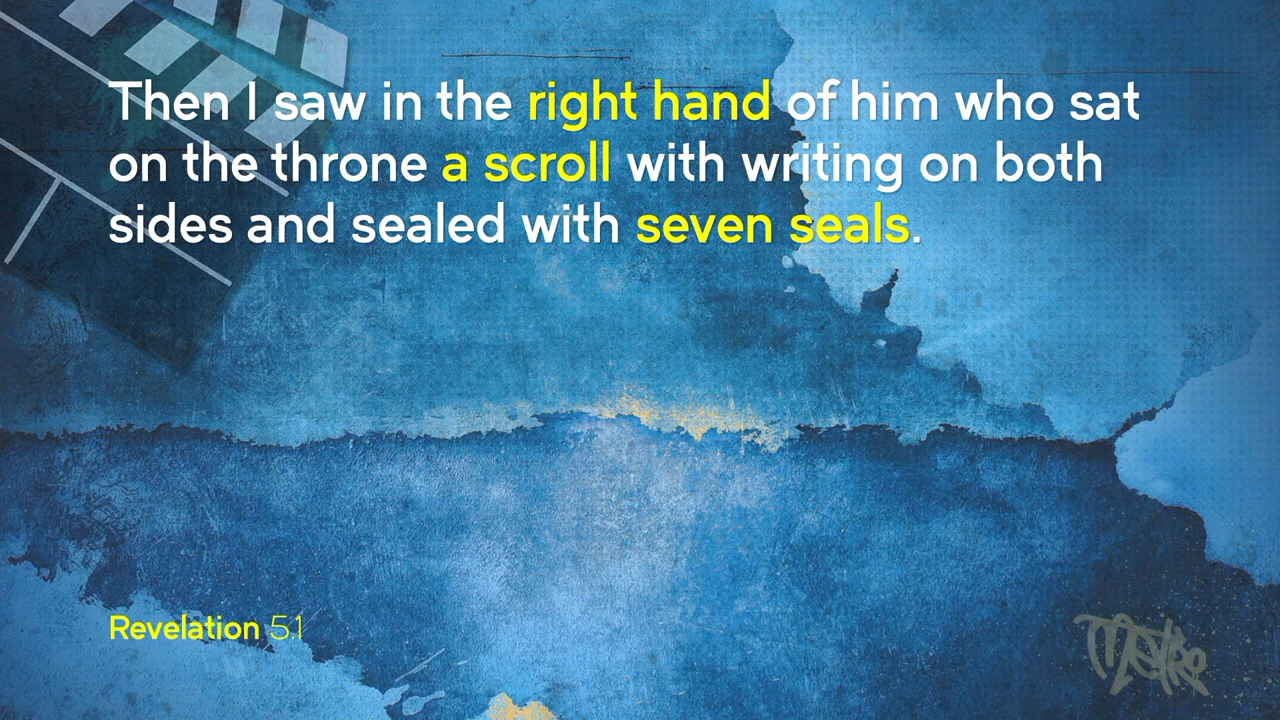 Then I saw in the right hand of him who sat
on the throne a scroll with writing on both
sides and sealed with seven seals.
Revelation 5.1